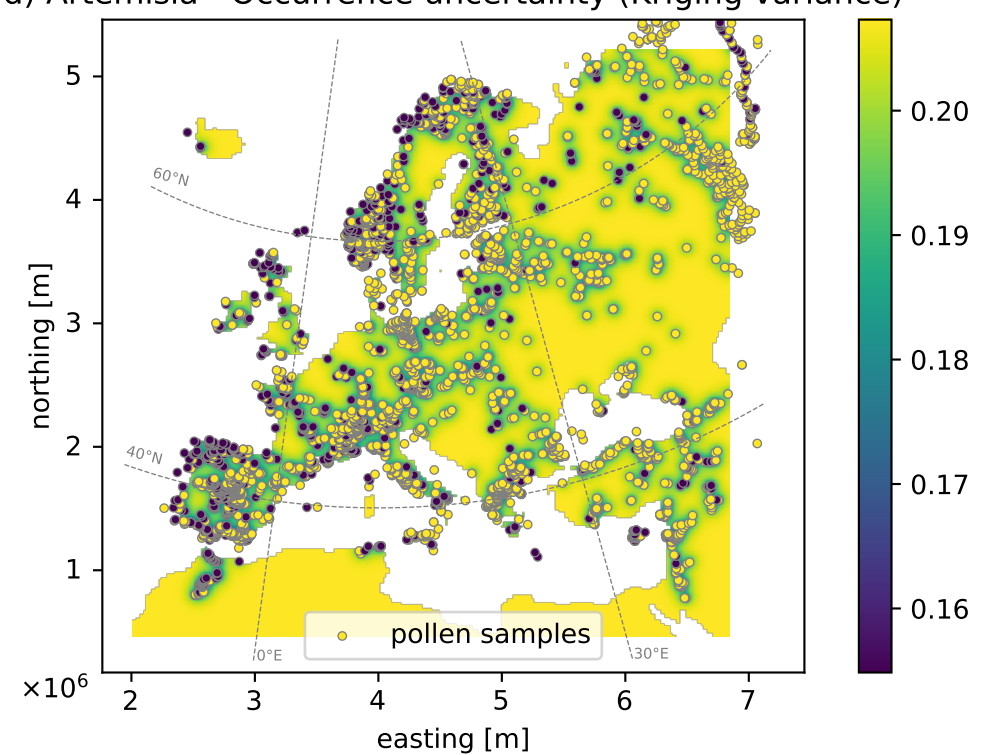 Artemisia - Occurrence uncertainty (Kriging variance)
5
4
3
2
1
northing [m]
60°N
40°N
0°E
30°E
pollen samples
×10⁶
2 3 4 5 6 7
easting [m]
0.20
0.19
0.18
0.17
0.16